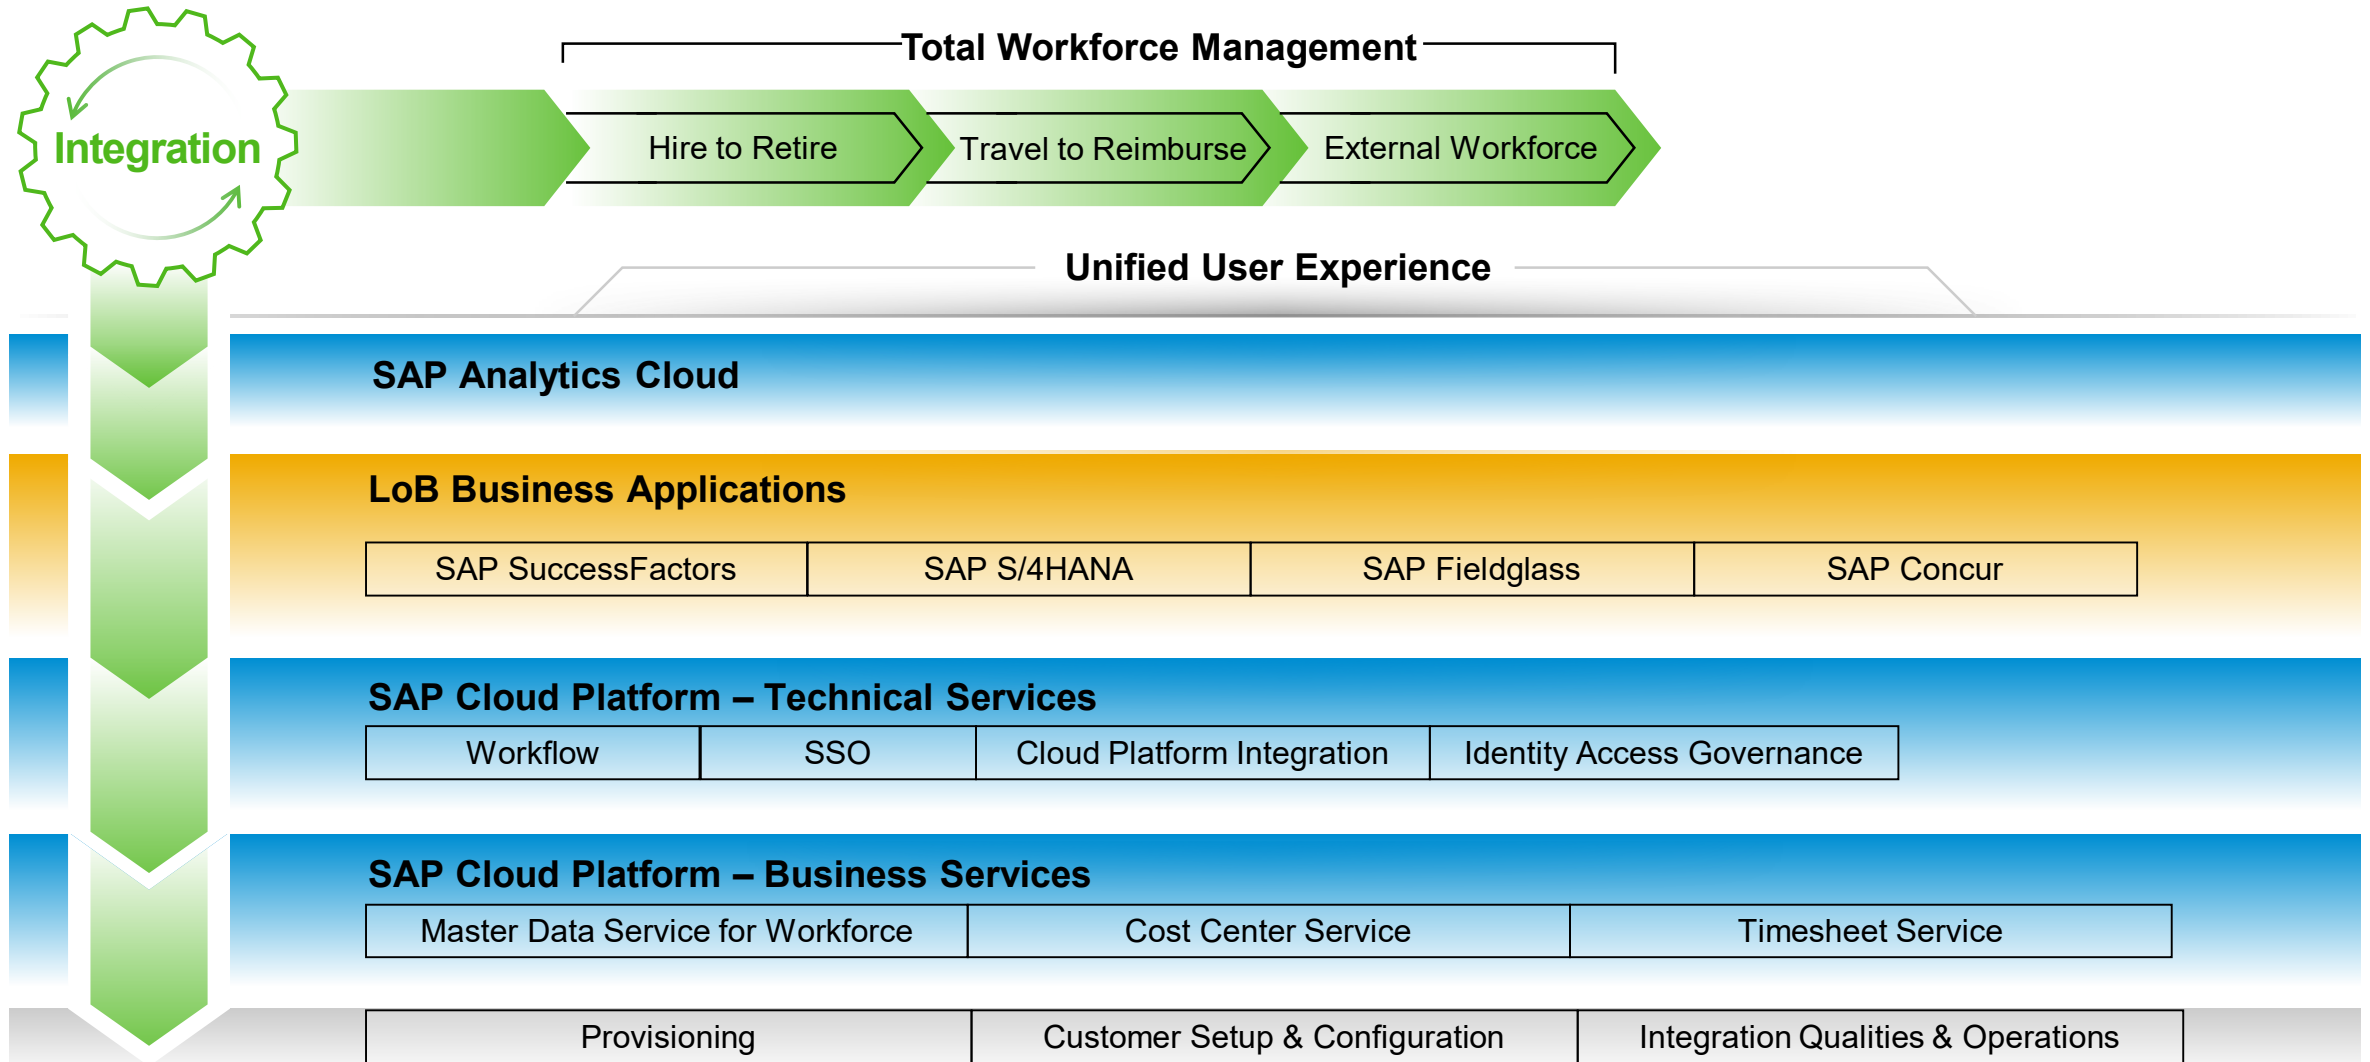 Total Workforce Management
Integration
Hire to Retire
Travel to Reimburse
External Workforce
Unified User Experience
SAP Analytics Cloud
LoB Business Applications
SAP SuccessFactors
SAP S/4HANA
SAP Fieldglass
SAP Concur
SAP Cloud Platform – Technical Services
Workflow
SSO
Cloud Platform Integration
Identity Access Governance
SAP Cloud Platform – Business Services
Master Data Service for Workforce
Cost Center Service
Timesheet Service
Provisioning
Customer Setup & Configuration
Integration Qualities & Operations